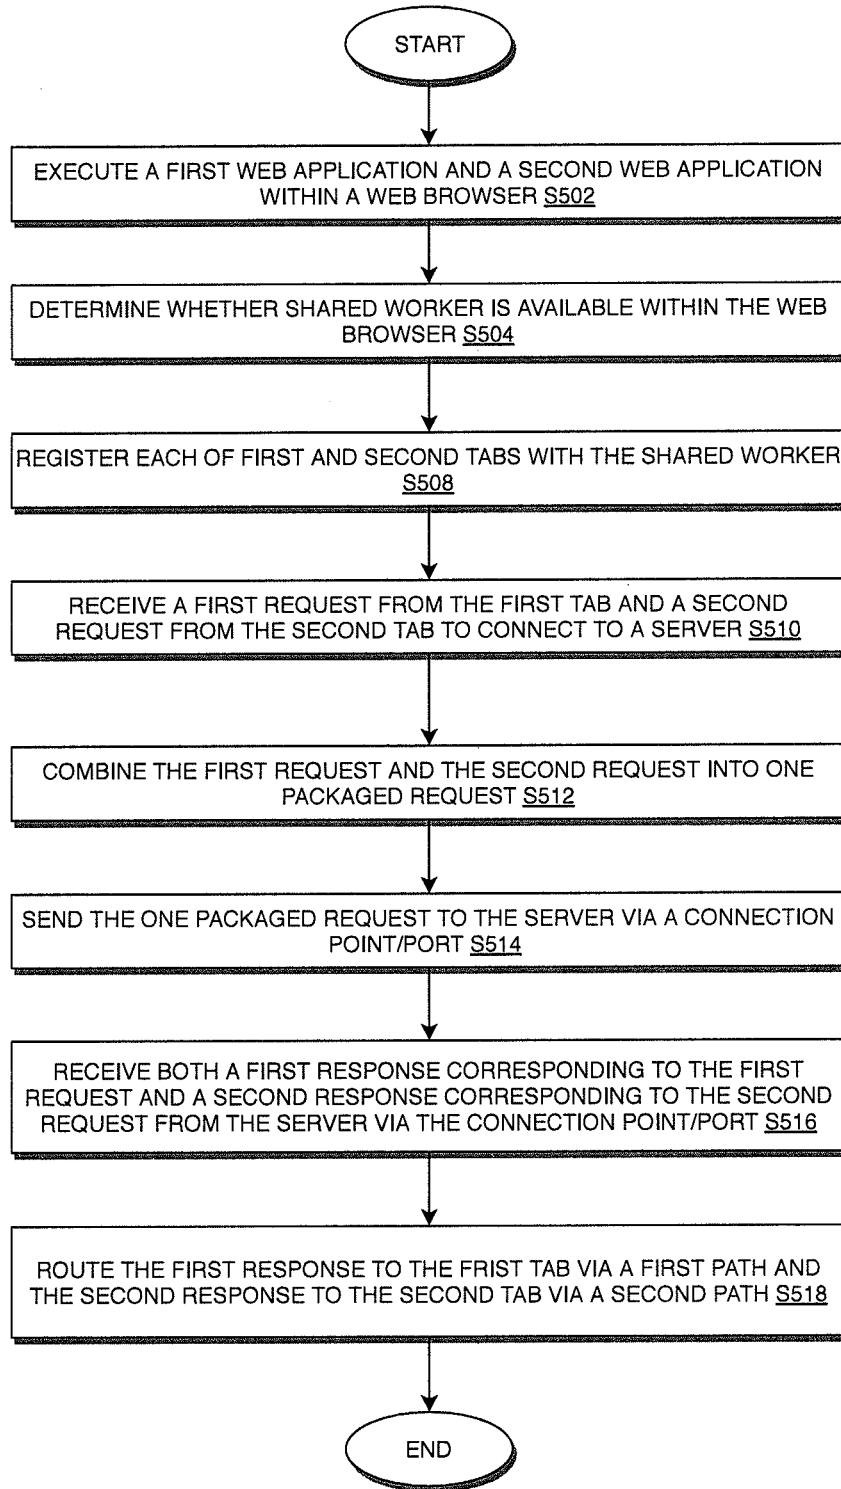 START
EXECUTE A FIRST WEB APPLICATION AND A SECOND WEB APPLICATION
WITHIN A WEB BROWSER S502
DETERMINE WHETHER SHARED WORKER IS AVAILABLE WITHIN THE WEB
BROWSER S504
REGISTER EACH OF FIRST AND SECOND TABS WITH THE SHARED WORKER
S508
RECEIVE A FIRST REQUEST FROM THE FIRST TAB AND A SECOND
REQUEST FROM THE SECOND TAB TO CONNECT TO A SERVER S510
COMBINE THE FIRST REQUEST AND THE SECOND REQUEST INTO ONE
PACKAGED REQUEST S512
SEND THE ONE PACKAGED REQUEST TO THE SERVER VIA A CONNECTION
POINT/PORT S514
RECEIVE BOTH A FIRST RESPONSE CORRESPONDING TO THE FIRST
REQUEST AND A SECOND RESPONSE CORRESPONDING TO THE SECOND
REQUEST FROM THE SERVER VIA THE CONNECTION POINT/PORT S516
ROUTE THE FIRST RESPONSE TO THE FRIST TAB VIA A FIRST PATH AND
THE SECOND RESPONSE TO THE SECOND TAB VIA A SECOND PATH S518
END